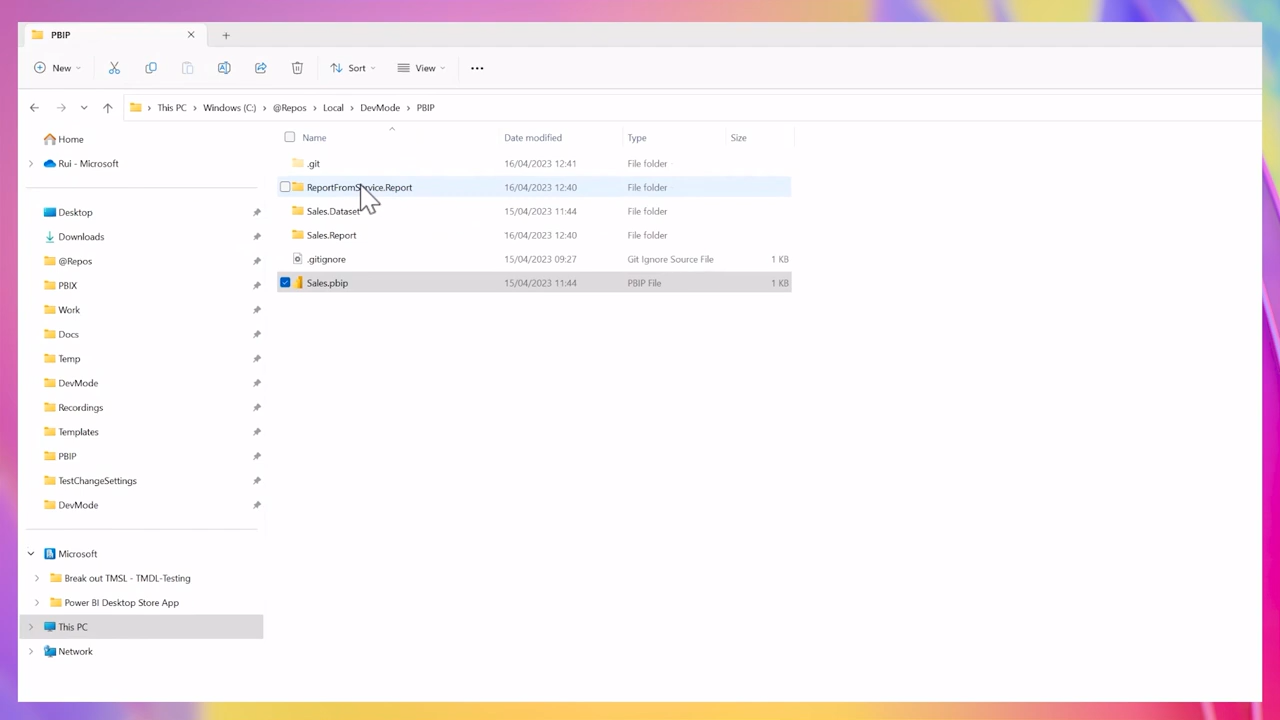 PBIP
New
Sort
View
This PC
Windows (C:)
@Repos
Local
DevMode
PBIP
Home
Rui - Microsoft
Desktop
Downloads
@Repos
PBIX
Work
Docs
Temp
DevMode
Recordings
Templates
PBIP
TestChangeSettings
DevMode
Microsoft
Break out TMSL - TMDL-Testing
Power BI Desktop Store App
This PC
Network
Name Date modified Type Size
.git 16/04/2023 12:41 File folder
ReportFromService.Report 16/04/2023 12:40 File folder
Sales.Dataset 15/04/2023 11:44 File folder
Sales.Report 16/04/2023 12:40 File folder
.gitignore 15/04/2023 09:27 Git Ignore Source File 1 KB
Sales.pbip 15/04/2023 11:44 PBIP File 1 KB